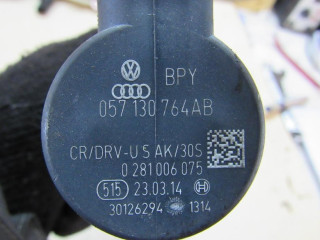 BPY
057 130 764AB
CR/DRV-U S AK/30S
0 281 006 075
515 23.03.14
30126294 1314